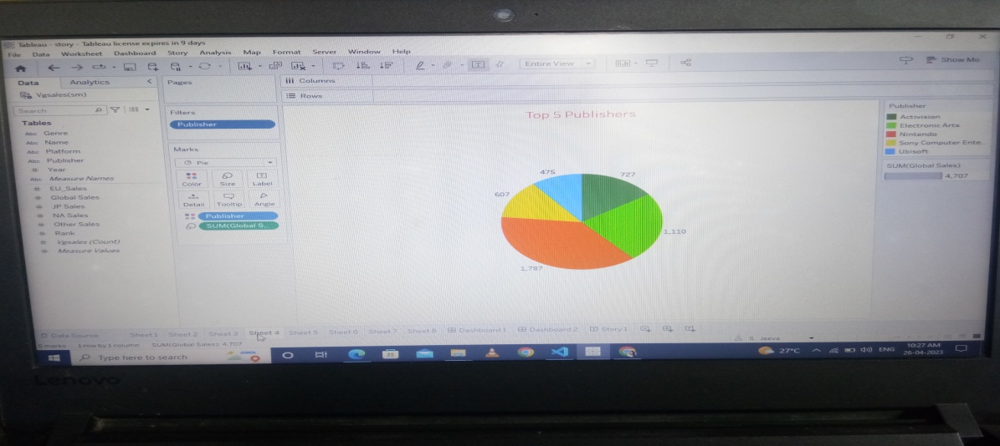 Tableau - story - Tableau license expires in 9 days
File Data Worksheet Dashboard Story Analysis Map Format Server Window Help
Entire View
Show Me
Data Analytics
Vgsales(sm)
Search
Tables
Abc Genre
Abc Name
Abc Platform
Abc Publisher
# Year
Abc Measure Names
# EU_Sales
# Global Sales
# JP Sales
# NA Sales
# Other Sales
# Rank
# Vgsales (Count)
# Measure Values
Pages
Filters
Publisher
Marks
Pie
Color Size Label
Detail Tooltip Angle
Publisher
SUM(Global S..
Columns
Rows
Top 5 Publishers
475
727
607
1,110
1,787
Publisher
Activision
Electronic Arts
Nintendo
Sony Computer Ente..
Ubisoft
SUM(Global Sales)
4,707
Data Source Sheet 1 Sheet 2 Sheet 3 Sheet 4 Sheet 5 Sheet 6 Sheet 7 Sheet 8 Dashboard 1 Dashboard 2 Story 1
5 marks 1 row by 1 column SUM(Global Sales): 4,707
S. Jeeva
Type here to search
27°C
ENG
10:27 AM
26-04-2023
Lenovo